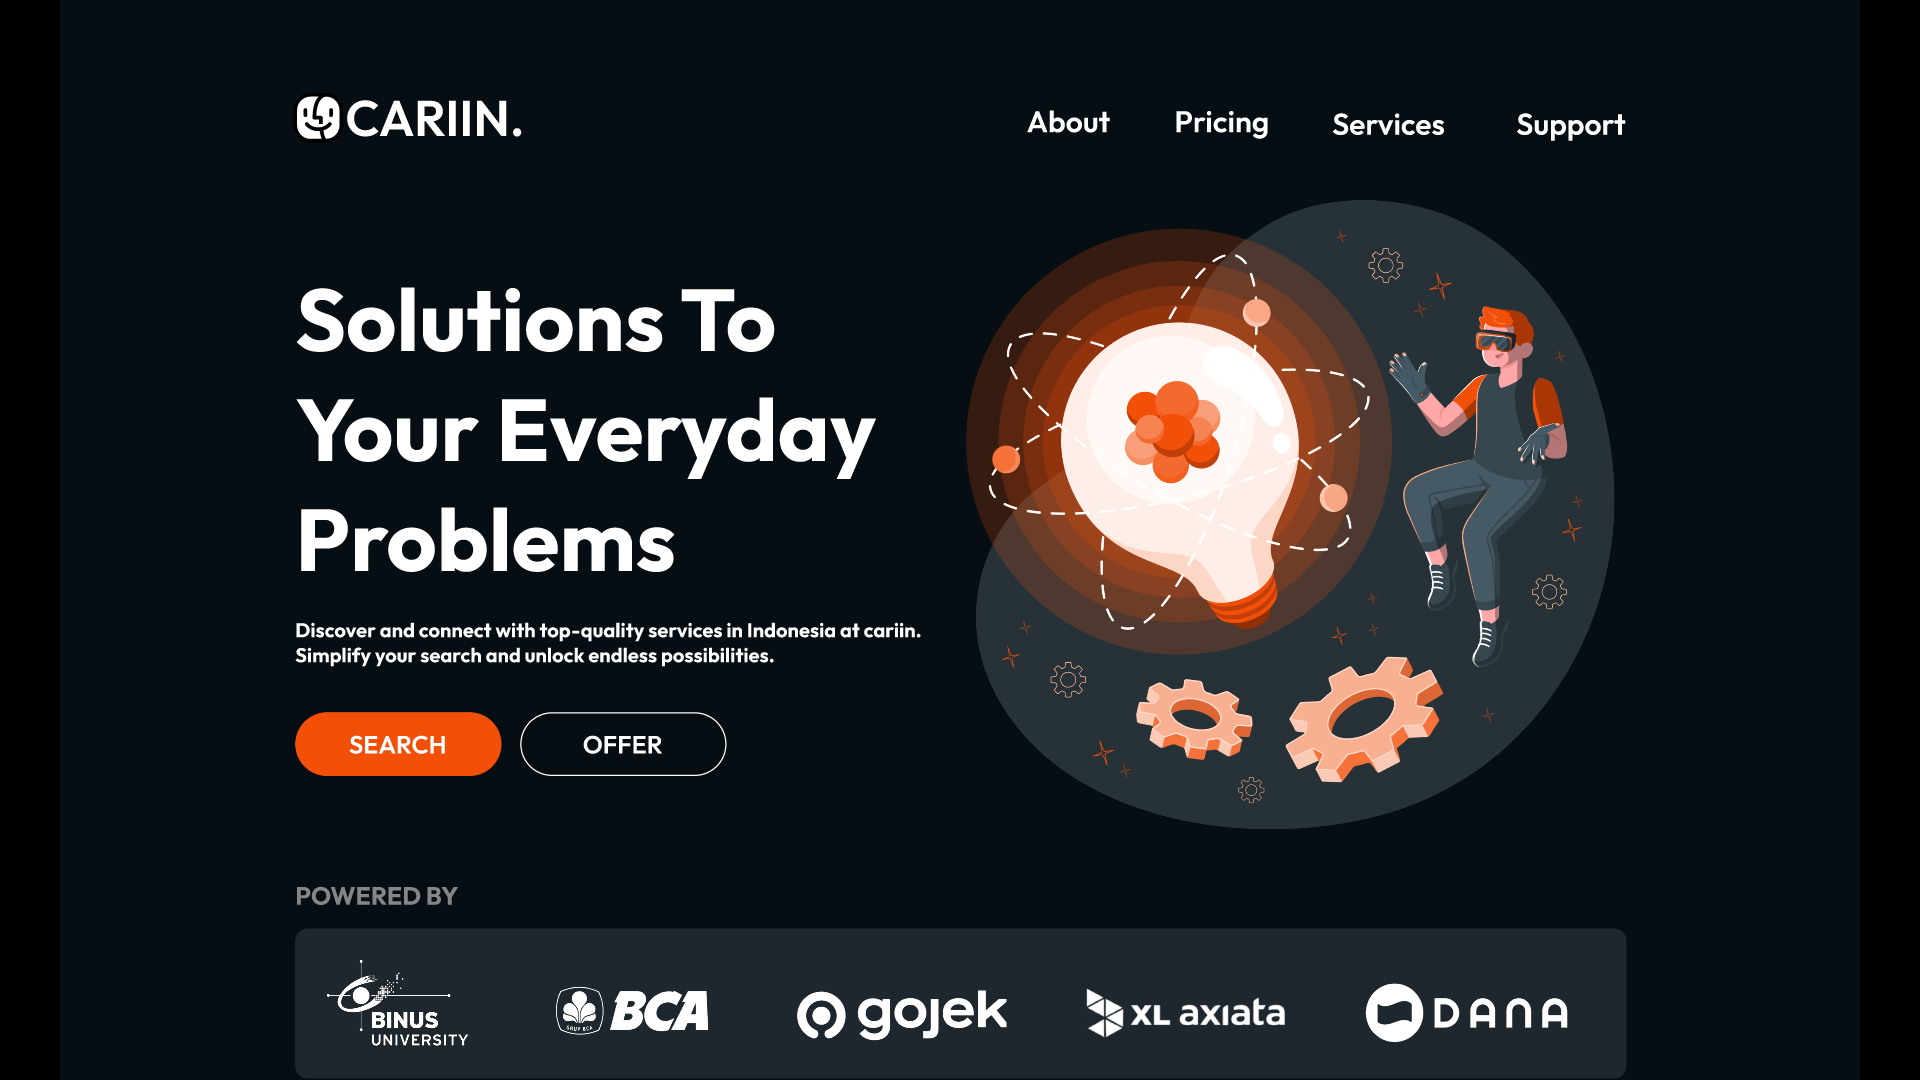 CARIIN.
About Pricing Services Support
Solutions To
Your Everyday
Problems
Discover and connect with top-quality services in Indonesia at cariin.
Simplify your search and unlock endless possibilities.
SEARCH OFFER
POWERED BY
BINUS
UNIVERSITY
GRUP BCA
BCA
gojek
XL axiata
DANA